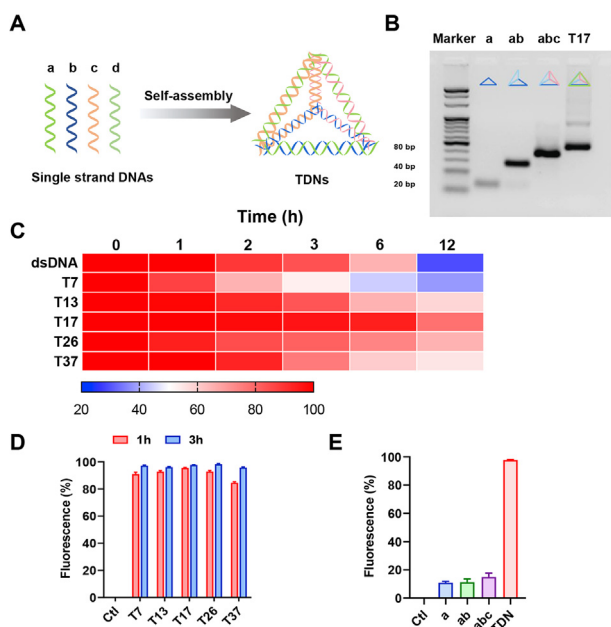 A
a b c d
Self-assembly
Single strand DNAs
TDNs
B
Marker a ab abc T17
80 bp
40 bp
20 bp
C
Time (h)
0 1 2 3 6 12
dsDNA
T7
T13
T17
T26
T37
20 40 60 80 100
D
1h 3h
Fluorescence (%)
100
80
60
40
20
0
Ctl T7 T13 T17 T26 T37
E
Fluorescence (%)
100
80
60
40
20
0
Ctl a ab abc TDN